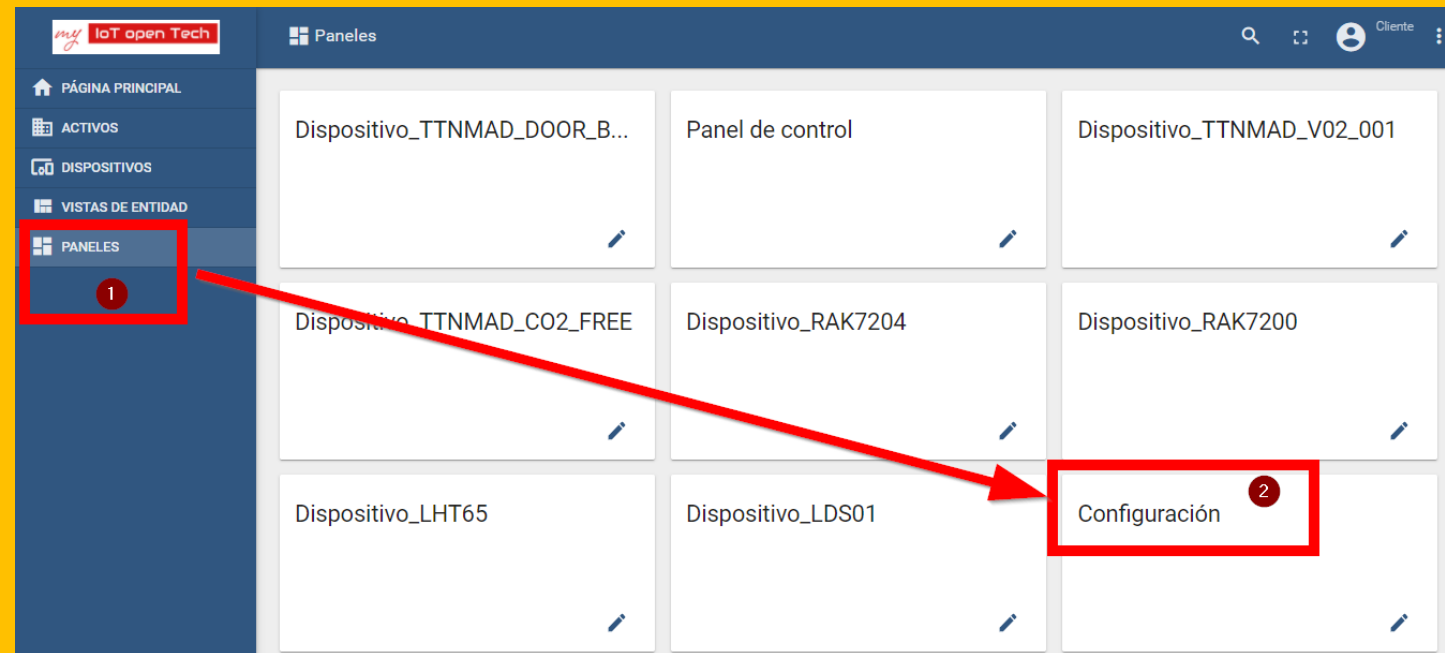 my IoT open Tech
Paneles
Cliente
PÁGINA PRINCIPAL
ACTIVOS
DISPOSITIVOS
VISTAS DE ENTIDAD
PANELES
1
Dispositivo_TTNMAD_DOOR_B...
Panel de control
Dispositivo_TTNMAD_V02_001
Dispositivo_TTNMAD_CO2_FREE
Dispositivo_RAK7204
Dispositivo_RAK7200
Dispositivo_LHT65
Dispositivo_LDS01
Configuración
2